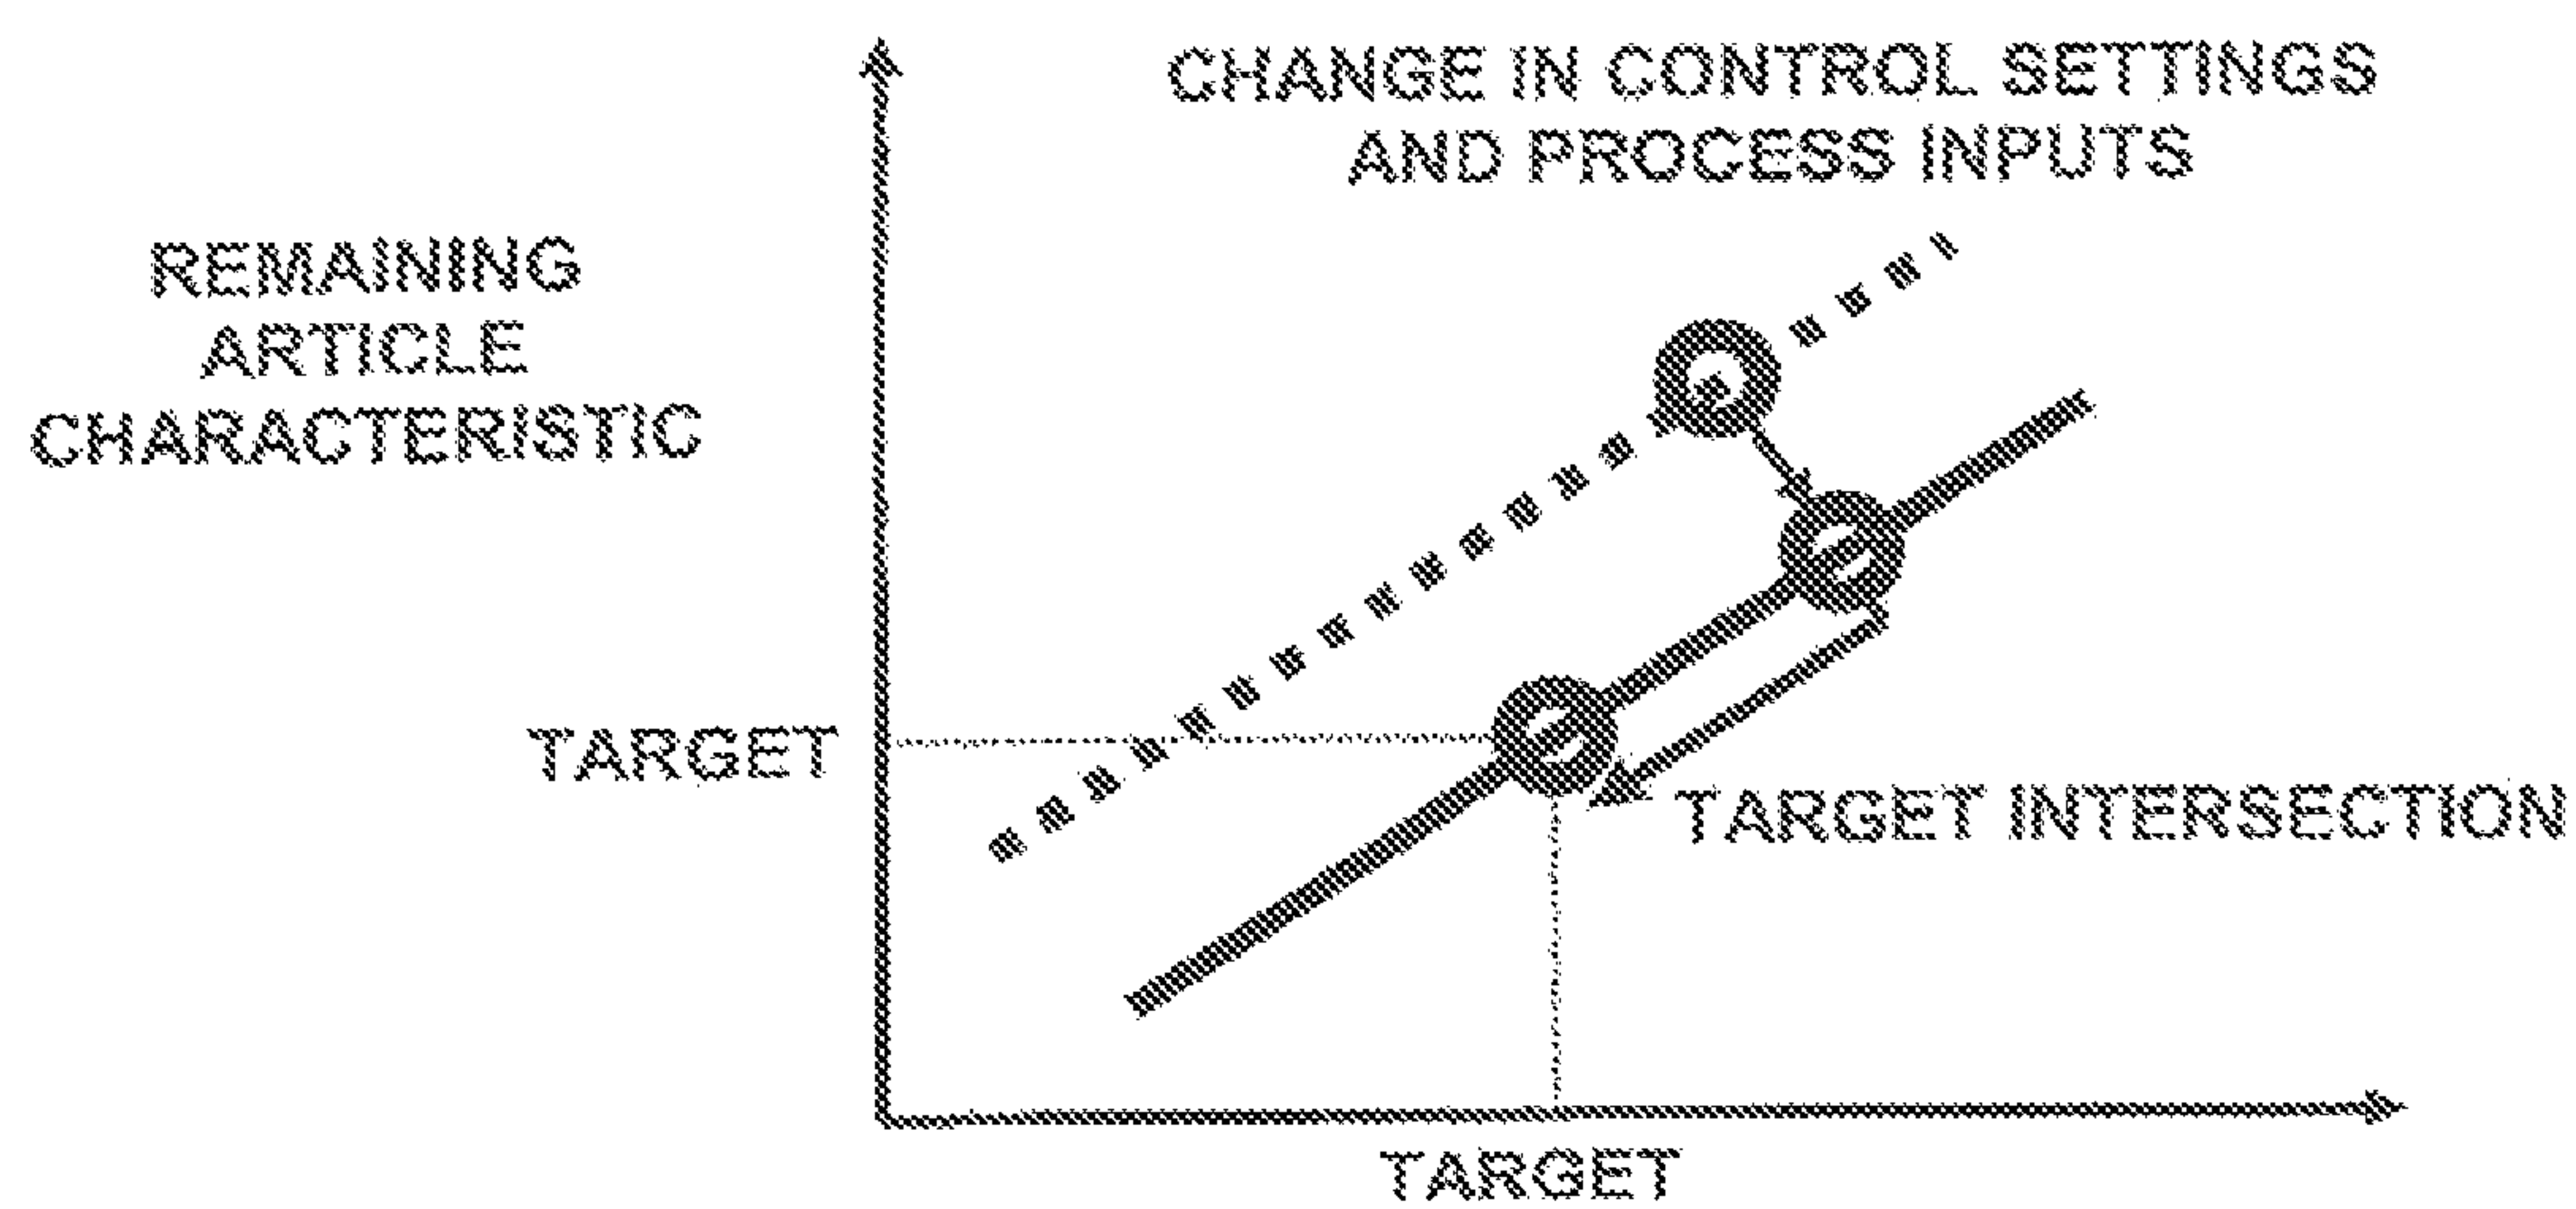 CHANGE IN CONTROL SETTINGS
AND PROCESS INPUTS
REMAINING
ARTICLE
CHARACTERISTIC
TARGET
TARGET INTERSECTION
TARGET